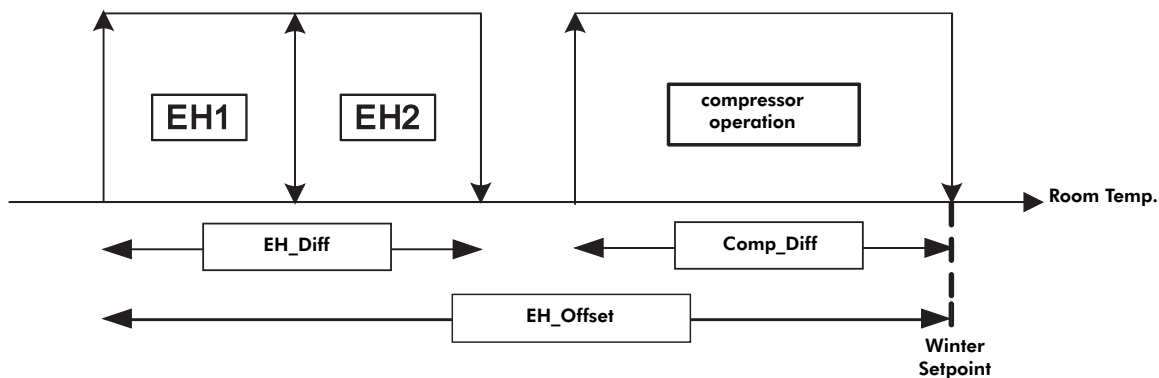 EH1
EH2
compressor
operation
Room Temp.
EH_Diff
Comp_Diff
EH_Offset
Winter
Setpoint